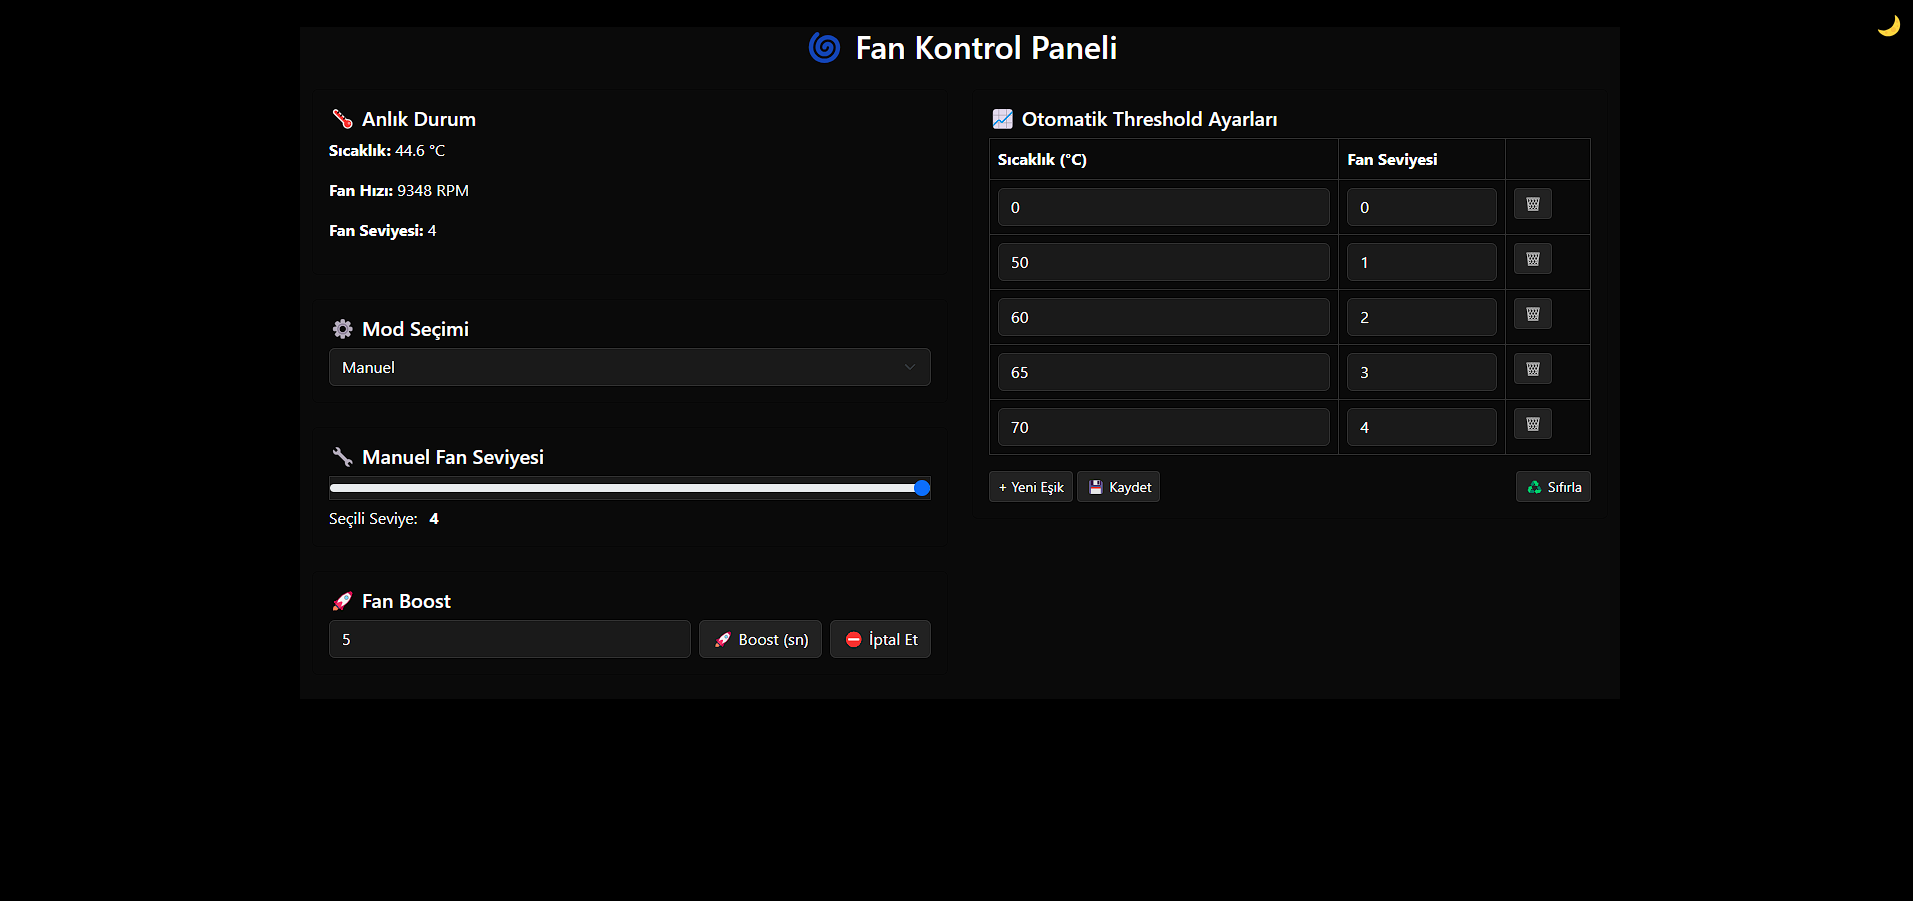 Fan Kontrol Paneli
Anlık Durum
Sıcaklık: 44.6 °C
Fan Hızı: 9348 RPM
Fan Seviyesi: 4
Mod Seçimi
Manuel
Manuel Fan Seviyesi
Seçili Seviye: 4
Fan Boost
5 Boost (sn) İptal Et
Otomatik Threshold Ayarları
Sıcaklık (°C) Fan Seviyesi
0 0
50 1
60 2
65 3
70 4
+ Yeni Eşik Kaydet Sıfırla